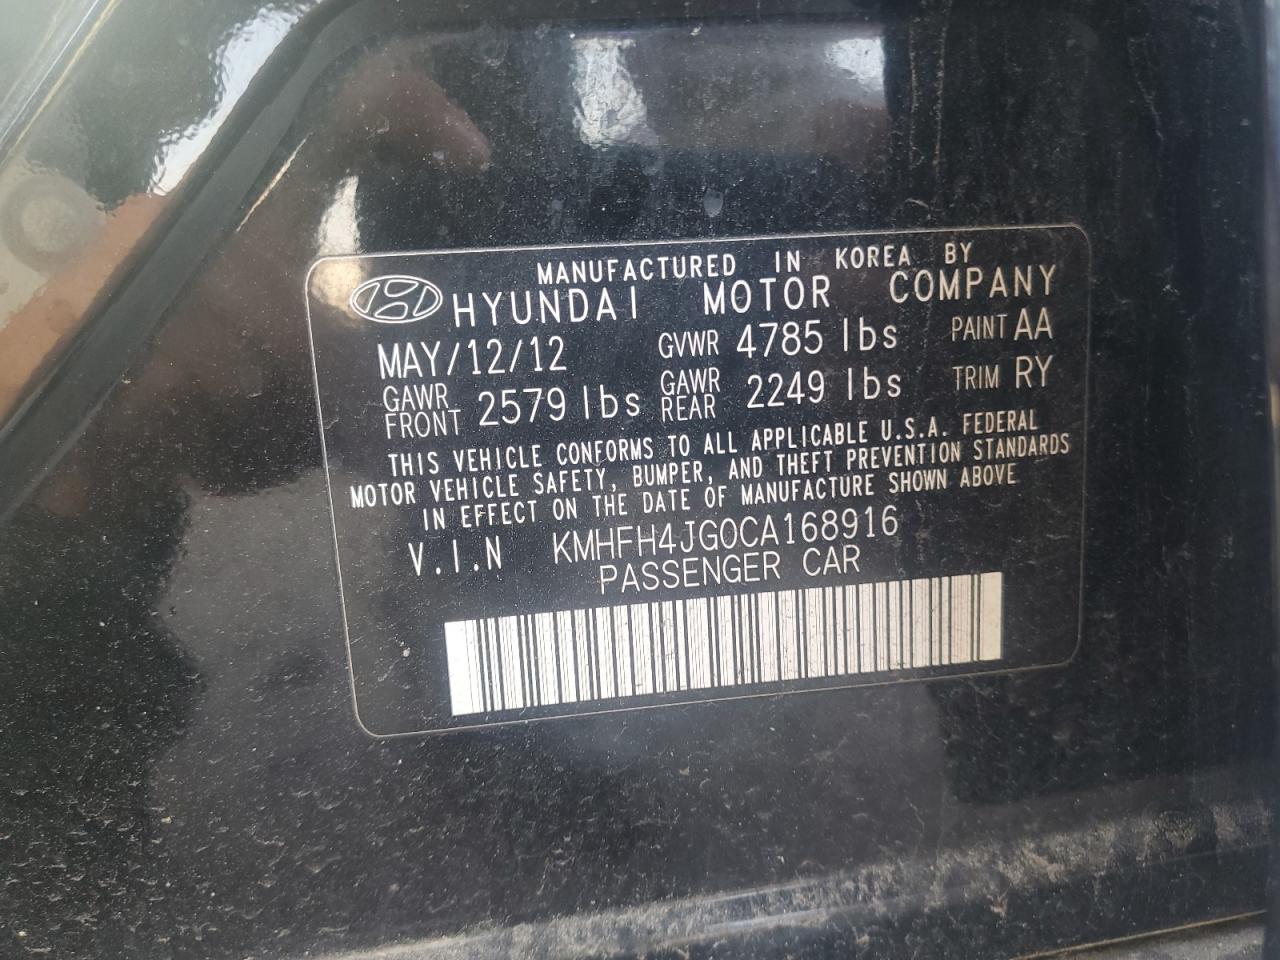 MANUFACTURED IN KOREA BY
HYUNDAI MOTOR COMPANY
MAY/12/12 GVWR 4785 lbs PAINT AA
GAWR FRONT 2579 lbs GAWR REAR 2249 lbs TRIM RY
THIS VEHICLE CONFORMS TO ALL APPLICABLE U.S.A. FEDERAL
MOTOR VEHICLE SAFETY, BUMPER, AND THEFT PREVENTION STANDARDS
IN EFFECT ON THE DATE OF MANUFACTURE SHOWN ABOVE
V.I.N KMHFH4JG0CA168916
PASSENGER CAR